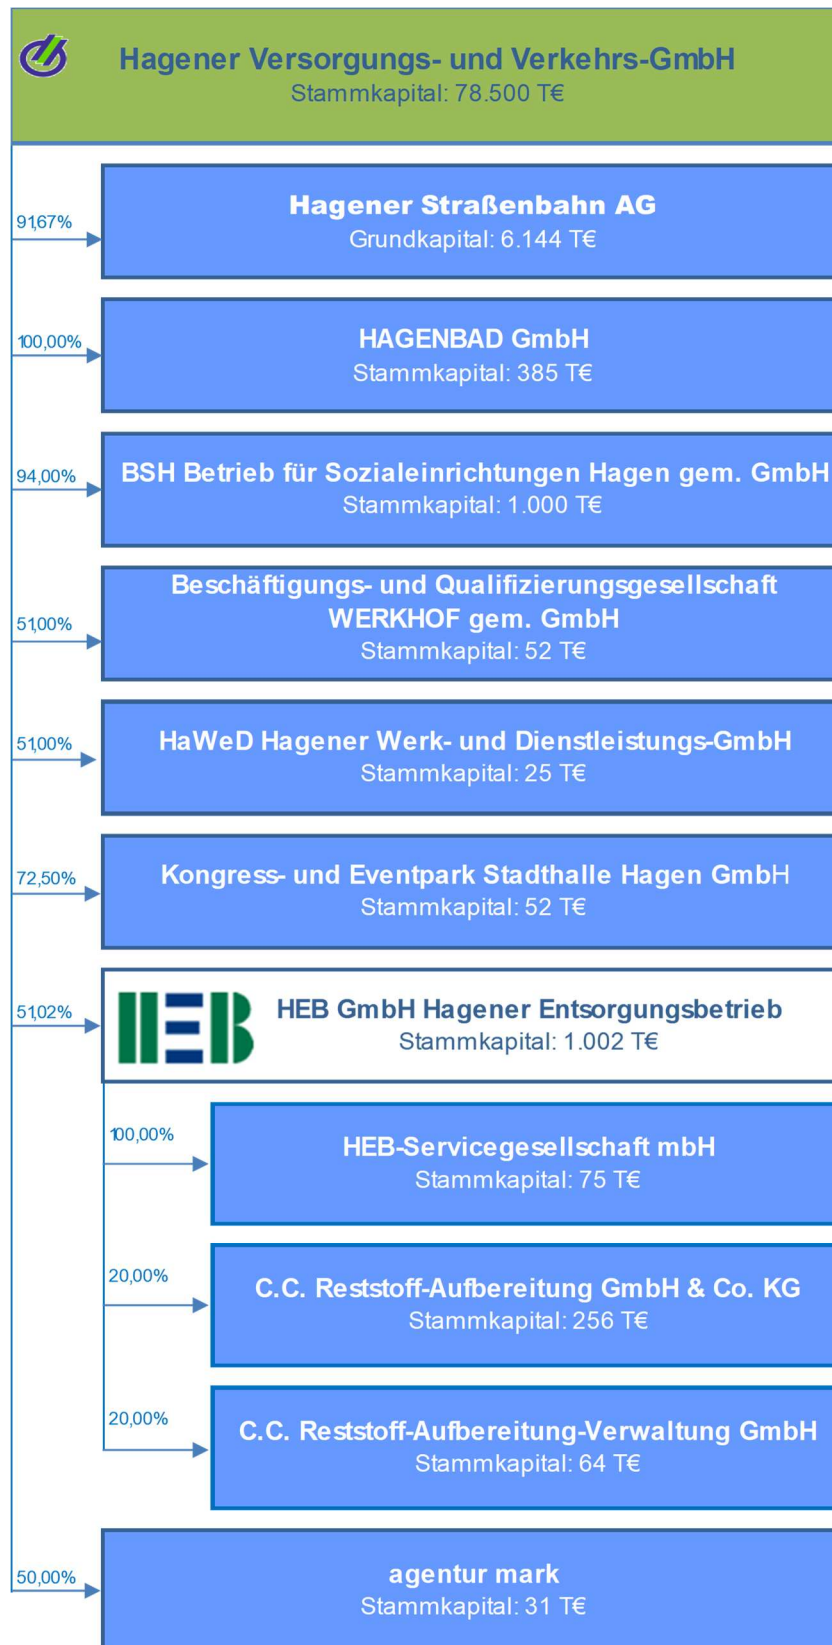 Hagener Versorgungs- und Verkehrs-GmbH
Stammkapital: 78.500 T€
91,67%
Hagener Straßenbahn AG
Grundkapital: 6.144 T€
100,00%
HAGENBAD GmbH
Stammkapital: 385 T€
94,00%
BSH Betrieb für Sozialeinrichtungen Hagen gem. GmbH
Stammkapital: 1.000 T€
51,00%
Beschäftigungs- und Qualifizierungsgesellschaft
WERKHOF gem. GmbH
Stammkapital: 52 T€
51,00%
HaWeD Hagener Werk- und Dienstleistungs-GmbH
Stammkapital: 25 T€
72,50%
Kongress- und Eventpark Stadthalle Hagen GmbH
Stammkapital: 52 T€
51,02%
HEB
HEB GmbH Hagener Entsorgungsbetrieb
Stammkapital: 1.002 T€
100,00%
HEB-Servicegesellschaft mbH
Stammkapital: 75 T€
20,00%
C.C. Reststoff-Aufbereitung GmbH & Co. KG
Stammkapital: 256 T€
20,00%
C.C. Reststoff-Aufbereitung-Verwaltung GmbH
Stammkapital: 64 T€
50,00%
agentur mark
Stammkapital: 31 T€